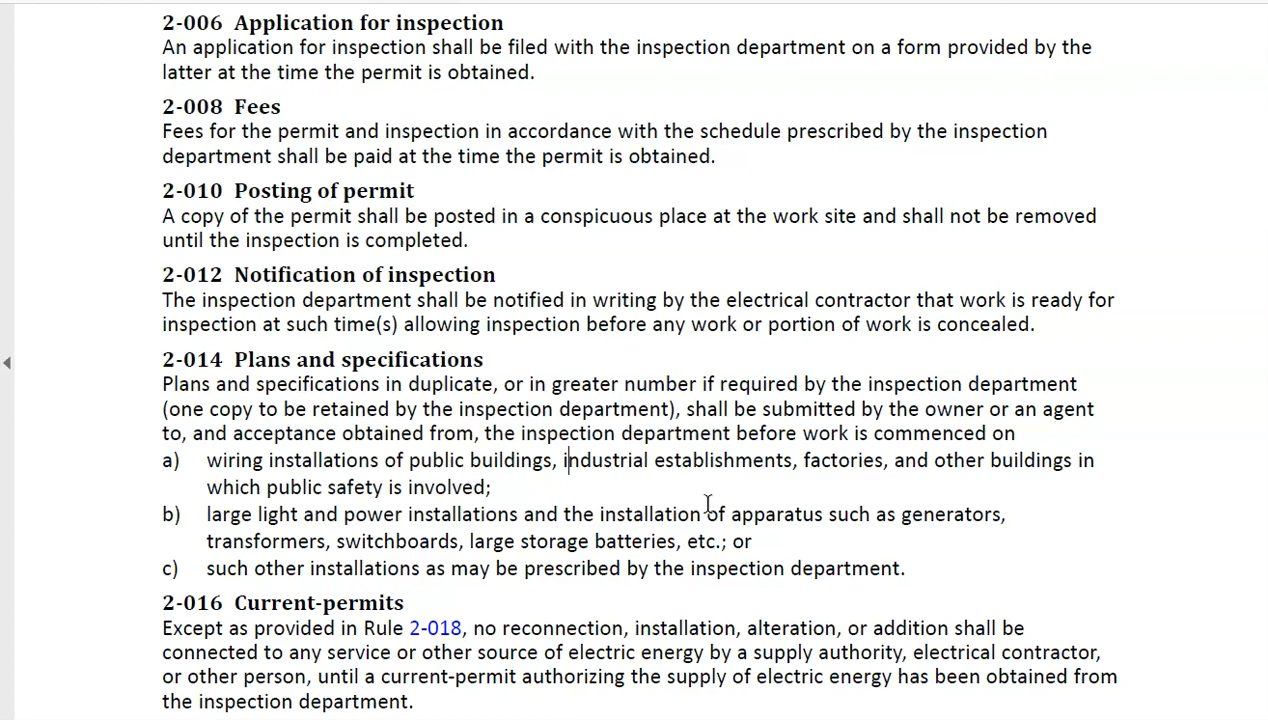 2-006 Application for inspection
An application for inspection shall be filed with the inspection department on a form provided by the
latter at the time the permit is obtained.
2-008 Fees
Fees for the permit and inspection in accordance with the schedule prescribed by the inspection
department shall be paid at the time the permit is obtained.
2-010 Posting of permit
A copy of the permit shall be posted in a conspicuous place at the work site and shall not be removed
until the inspection is completed.
2-012 Notification of inspection
The inspection department shall be notified in writing by the electrical contractor that work is ready for
inspection at such time(s) allowing inspection before any work or portion of work is concealed.
2-014 Plans and specifications
Plans and specifications in duplicate, or in greater number if required by the inspection department
(one copy to be retained by the inspection department), shall be submitted by the owner or an agent
to, and acceptance obtained from, the inspection department before work is commenced on
a) wiring installations of public buildings, industrial establishments, factories, and other buildings in
which public safety is involved;
b) large light and power installations and the installation of apparatus such as generators,
transformers, switchboards, large storage batteries, etc.; or
c) such other installations as may be prescribed by the inspection department.
2-016 Current-permits
Except as provided in Rule 2-018, no reconnection, installation, alteration, or addition shall be
connected to any service or other source of electric energy by a supply authority, electrical contractor,
or other person, until a current-permit authorizing the supply of electric energy has been obtained from
the inspection department.